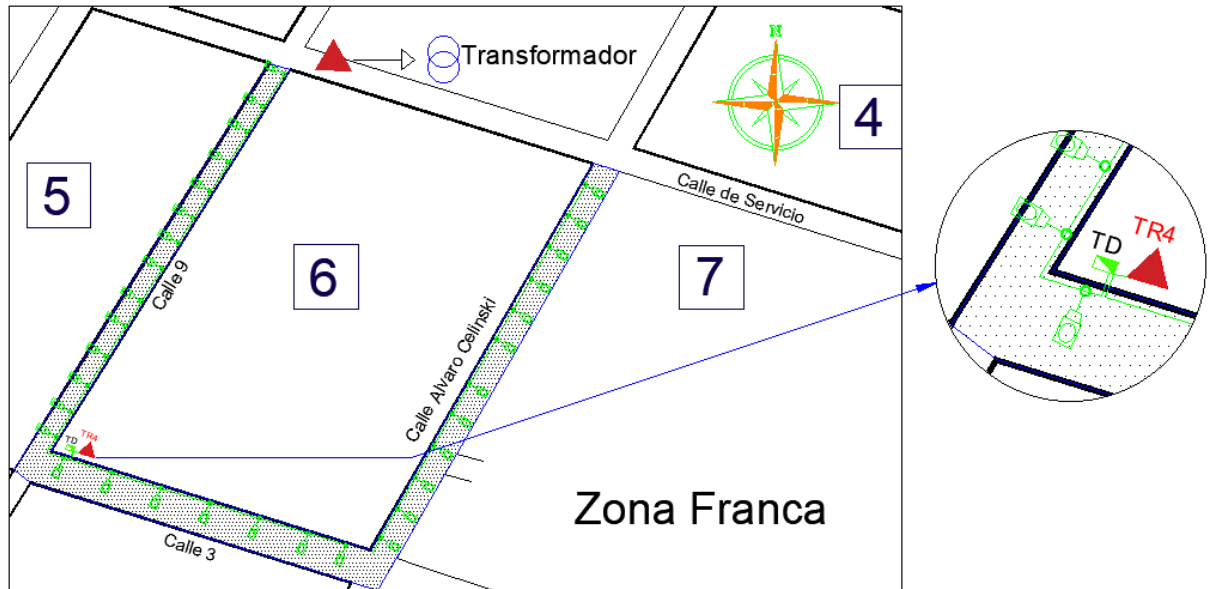 Transformador
N
4
5
Calle de Servicio
6
7
Calle 9
Calle Alvaro Celinski
TD
TR4
TD
TR4
Zona Franca
Calle 3